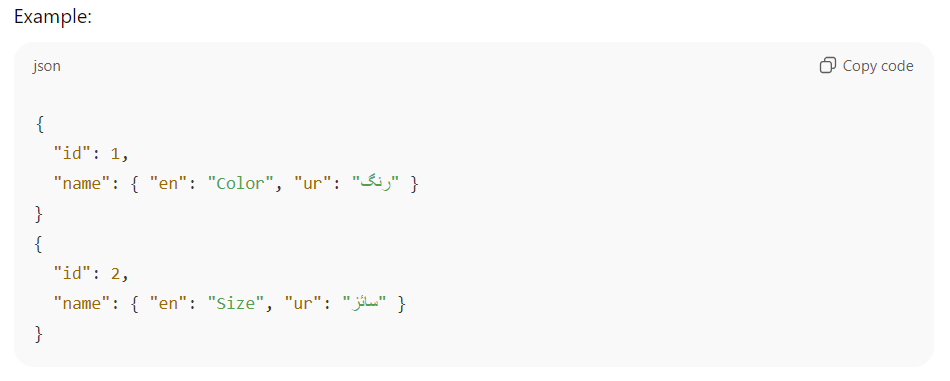 Example:
json
Copy code
{
"id": 1,
"name": { "en": "Color", "ur": "رنگ" }
}
{
"id": 2,
"name": { "en": "Size", "ur": "سائز" }
}